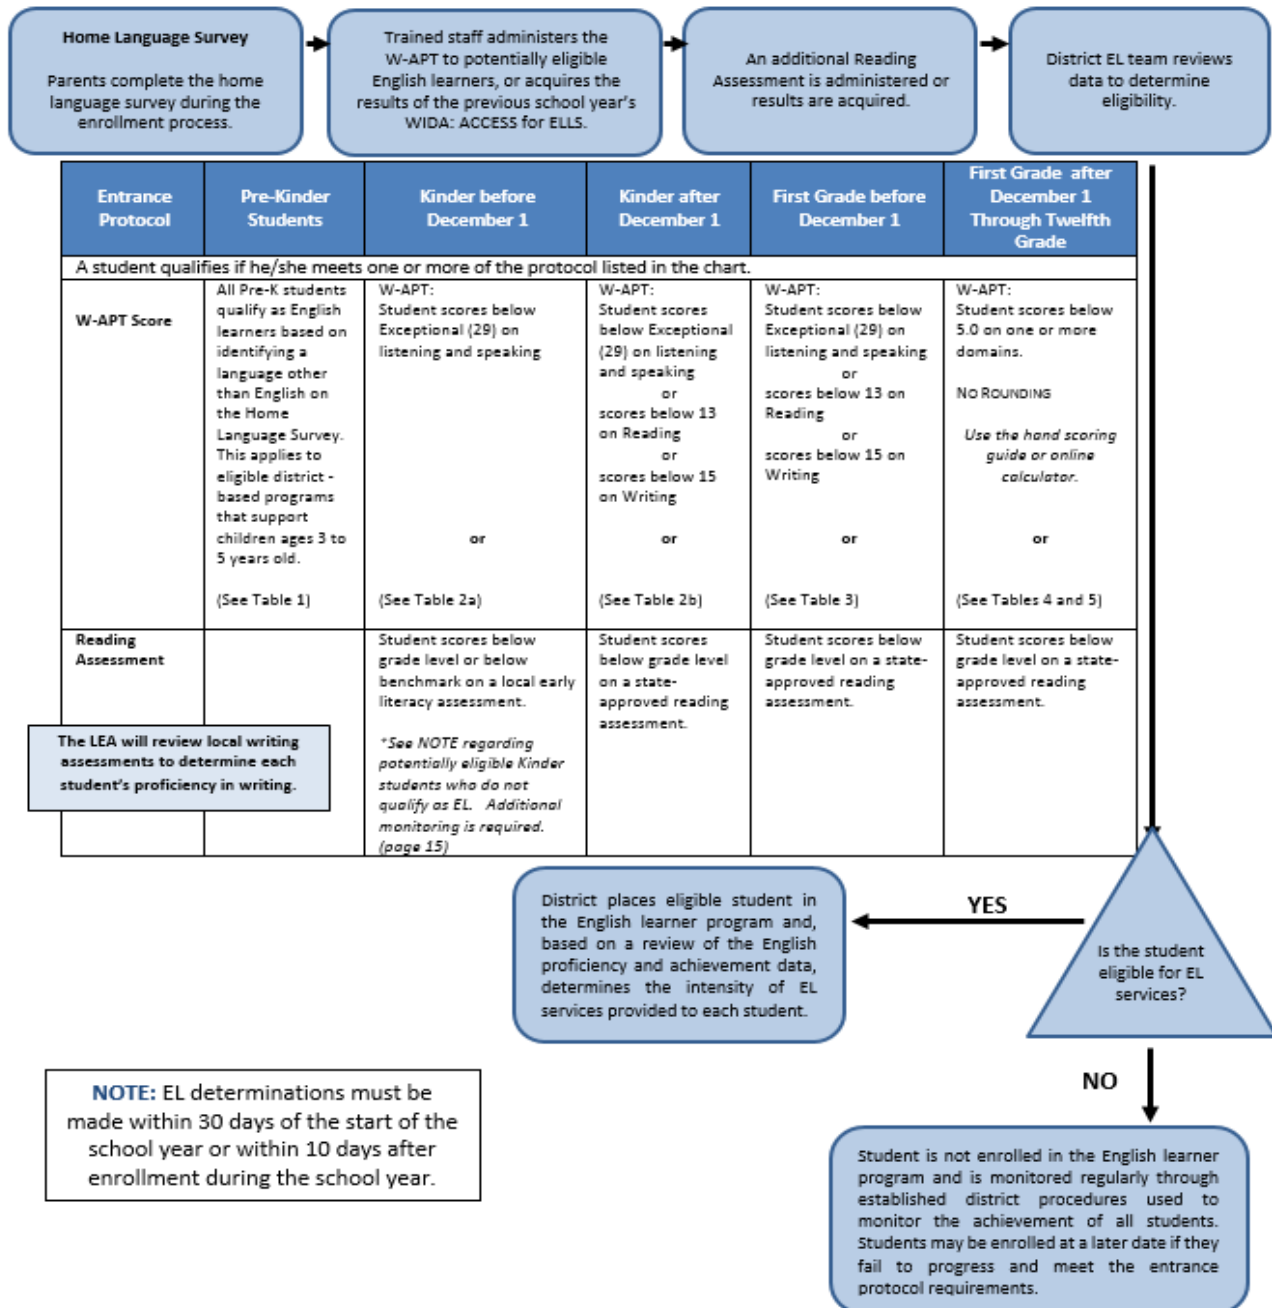 Home Language Survey
Parents complete the home
language survey during the
enrollment process.
Trained staff administers the
W-APT to potentially eligible
English learners, or acquires the
results of the previous school year's
WIDA: ACCESS for ELLS.
An additional Reading
Assessment is administered or
results are acquired.
District EL team reviews
data to determine
eligibility.
Entrance
Protocol
Pre-Kinder
Students
Kinder before
December 1
Kinder after
December 1
First Grade before
December 1
First Grade after
December 1
Through Twelfth
Grade
A student qualifies if he/she meets one or more of the protocol listed in the chart.
W-APT Score
All Pre-K students
qualify as English
learners based on
identifying a
language other
than English on
the Home
Language Survey.
This applies to
eligible district -
based programs
that support
children ages 3 to
5 years old.
(See Table 1)
W-APT:
Student scores below
Exceptional (29) on
listening and speaking
or
(See Table 2a)
W-APT:
Student scores
below Exceptional
(29) on listening
and speaking
or
scores below 13
on Reading
or
scores below 15
on Writing
or
(See Table 2b)
W-APT:
Student scores below
Exceptional (29) on
listening and speaking
or
scores below 13 on
Reading
or
scores below 15 on
Writing
or
(See Table 3)
W-APT:
Student scores below
5.0 on one or more
domains.
NO ROUNDING
Use the hand scoring
guide or online
calculator.
or
(See Tables 4 and 5)
Reading
Assessment
Student scores below
grade level or below
benchmark on a local early
literacy assessment.
*See NOTE regarding
potentially eligible Kinder
students who do not
qualify as EL. Additional
monitoring is required.
(page 15)
Student scores
below grade level
on a state-
approved reading
assessment.
Student scores below
grade level on a state-
approved reading
assessment.
Student scores below
grade level on a state-
approved reading
assessment.
The LEA will review local writing
assessments to determine each
student's proficiency in writing.
Is the student
eligible for EL
services?
YES
District places eligible student in
the English learner program and,
based on a review of the English
proficiency and achievement data,
determines the intensity of EL
services provided to each student.
NO
Student is not enrolled in the English learner
program and is monitored regularly through
established district procedures used to
monitor the achievement of all students.
Students may be enrolled at a later date if they
fail to progress and meet the entrance
protocol requirements.
NOTE: EL determinations must be
made within 30 days of the start of the
school year or within 10 days after
enrollment during the school year.